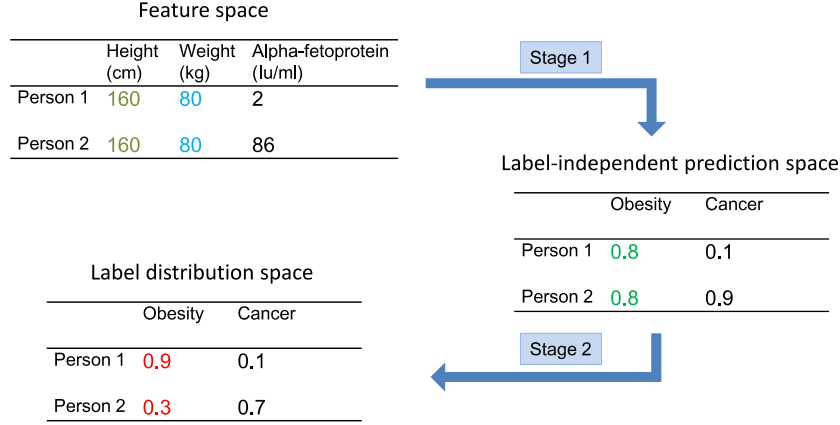 Feature space
Height Weight Alpha-fetoprotein
(cm) (kg) (Iu/ml)
Person 1 160 80 2
Person 2 160 80 86
Stage 1
Label-independent prediction space
Obesity Cancer
Person 1 0.8 0.1
Person 2 0.8 0.9
Stage 2
Label distribution space
Obesity Cancer
Person 1 0.9 0.1
Person 2 0.3 0.7